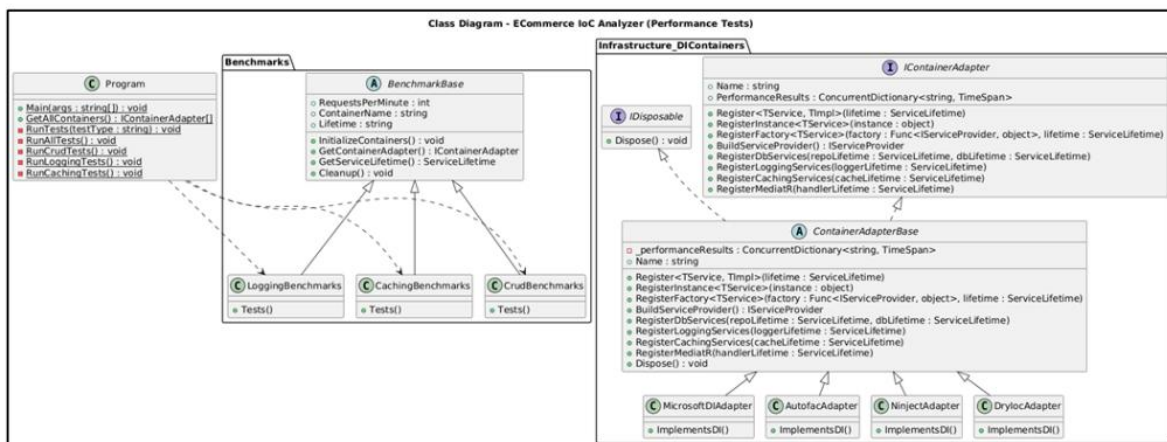 Class Diagram - ECommerce IoC Analyzer (Performance Tests)
C Program
Main(args : string[]) : void
GetAllContainers() : IContainerAdapter[]
RunTests(testType : string) : void
RunAllTests() : void
RunCrudTests() : void
RunLoggingTests() : void
RunCachingTests() : void
Benchmarks
A BenchmarkBase
RequestsPerMinute : int
ContainerName : string
Lifetime : string
InitializeContainers() : void
GetContainerAdapter() : IContainerAdapter
GetServiceLifetime() : ServiceLifetime
Cleanup() : void
C LoggingBenchmarks
Tests()
C CachingBenchmarks
Tests()
C CrudBenchmarks
Tests()
Infrastructure_DIContainers
I IDisposable
Dispose() : void
I IContainerAdapter
Name : string
PerformanceResults : ConcurrentDictionary<string, TimeSpan>
Register<TService, TImpl>(lifetime : ServiceLifetime)
RegisterInstance<TService>(instance : object)
RegisterFactory<TService>(factory : Func<IServiceProvider, object>, lifetime : ServiceLifetime)
BuildServiceProvider() : IServiceProvider
RegisterDbServices(repoLifetime : ServiceLifetime, dbLifetime : ServiceLifetime)
RegisterLoggingServices(loggerLifetime : ServiceLifetime)
RegisterCachingServices(cacheLifetime : ServiceLifetime)
RegisterMediatR(handlerLifetime : ServiceLifetime)
A ContainerAdapterBase
_performanceResults : ConcurrentDictionary<string, TimeSpan>
Name : string
Register<TService, TImpl>(lifetime : ServiceLifetime)
RegisterInstance<TService>(instance : object)
RegisterFactory<TService>(factory : Func<IServiceProvider, object>, lifetime : ServiceLifetime)
BuildServiceProvider() : IServiceProvider
RegisterDbServices(repoLifetime : ServiceLifetime, dbLifetime : ServiceLifetime)
RegisterLoggingServices(loggerLifetime : ServiceLifetime)
RegisterCachingServices(cacheLifetime : ServiceLifetime)
RegisterMediatR(handlerLifetime : ServiceLifetime)
Dispose() : void
C MicrosoftDIAdapter
ImplementsDI()
C AutofacAdapter
ImplementsDI()
C NinjectAdapter
ImplementsDI()
C DryIocAdapter
ImplementsDI()